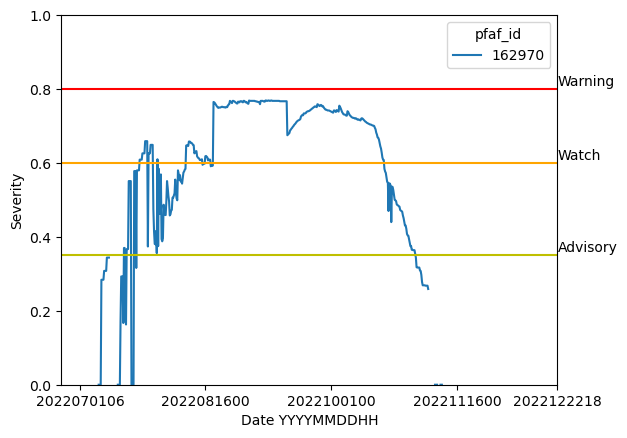 1.0
pfaf_id
162970
0.8
Warning
0.6
Watch
Severity
0.4
Advisory
0.2
0.0
2022070106 2022081600 2022100100 2022111600 2022122218
Date YYYYMMDDHH